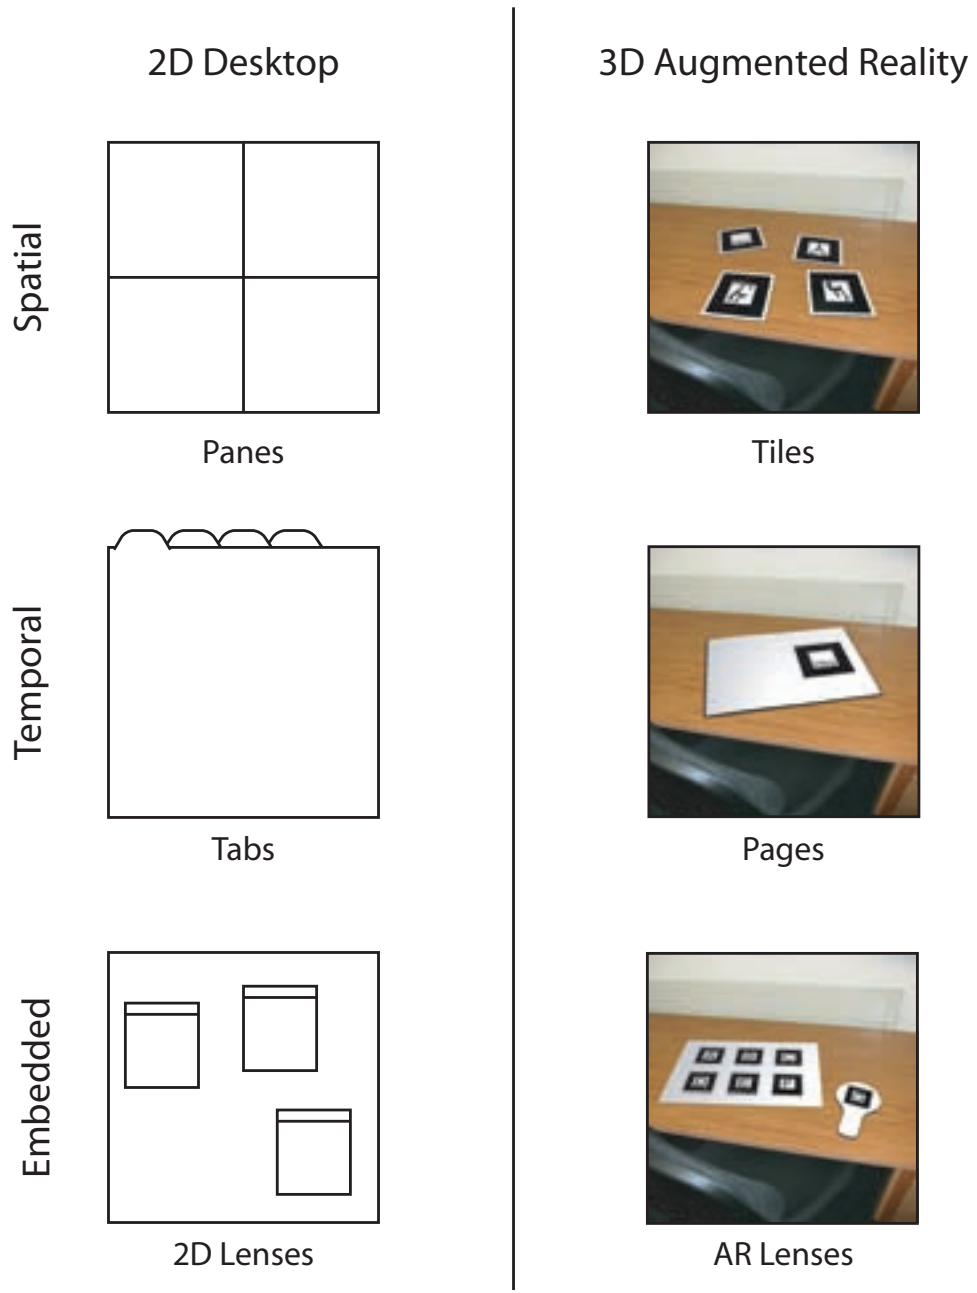 2D Desktop
3D Augmented Reality
Spatial
Panes
Tiles
Temporal
Tabs
Pages
Embedded
2D Lenses
AR Lenses